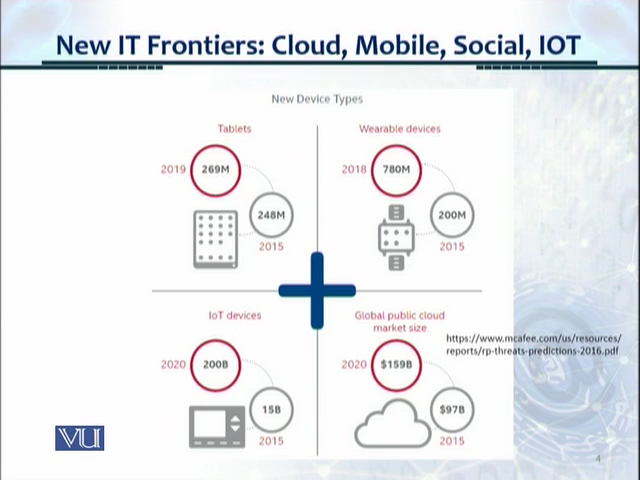 New IT Frontiers: Cloud, Mobile, Social, IOT
New Device Types
Tablets
2019
269M
248M
2015
Wearable devices
2018
780M
200M
2015
IoT devices
2020
200B
15B
2015
Global public cloud
market size
2020
$159B
$97B
2015
https://www.mcafee.com/us/resources/
reports/rp-threats-predictions-2016.pdf
VU
4